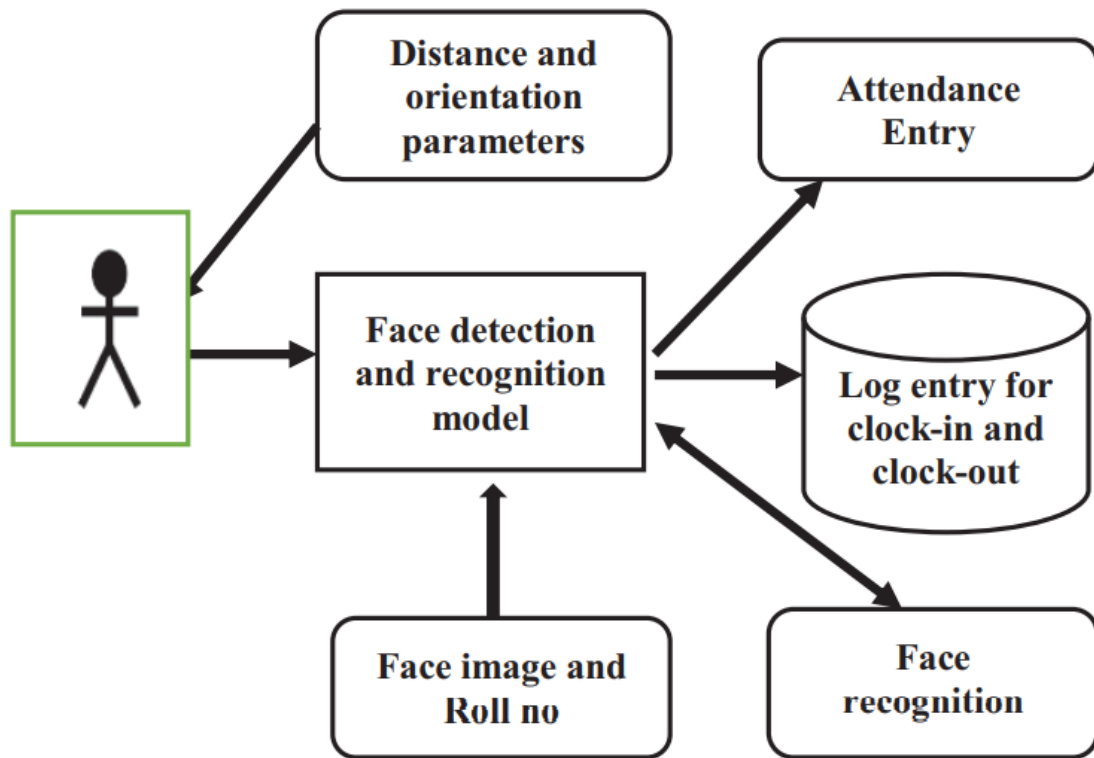 Distance and
orientation
parameters
Attendance
Entry
Face detection
and recognition
model
Log entry for
clock-in and
clock-out
Face image and
Roll no
Face
recognition